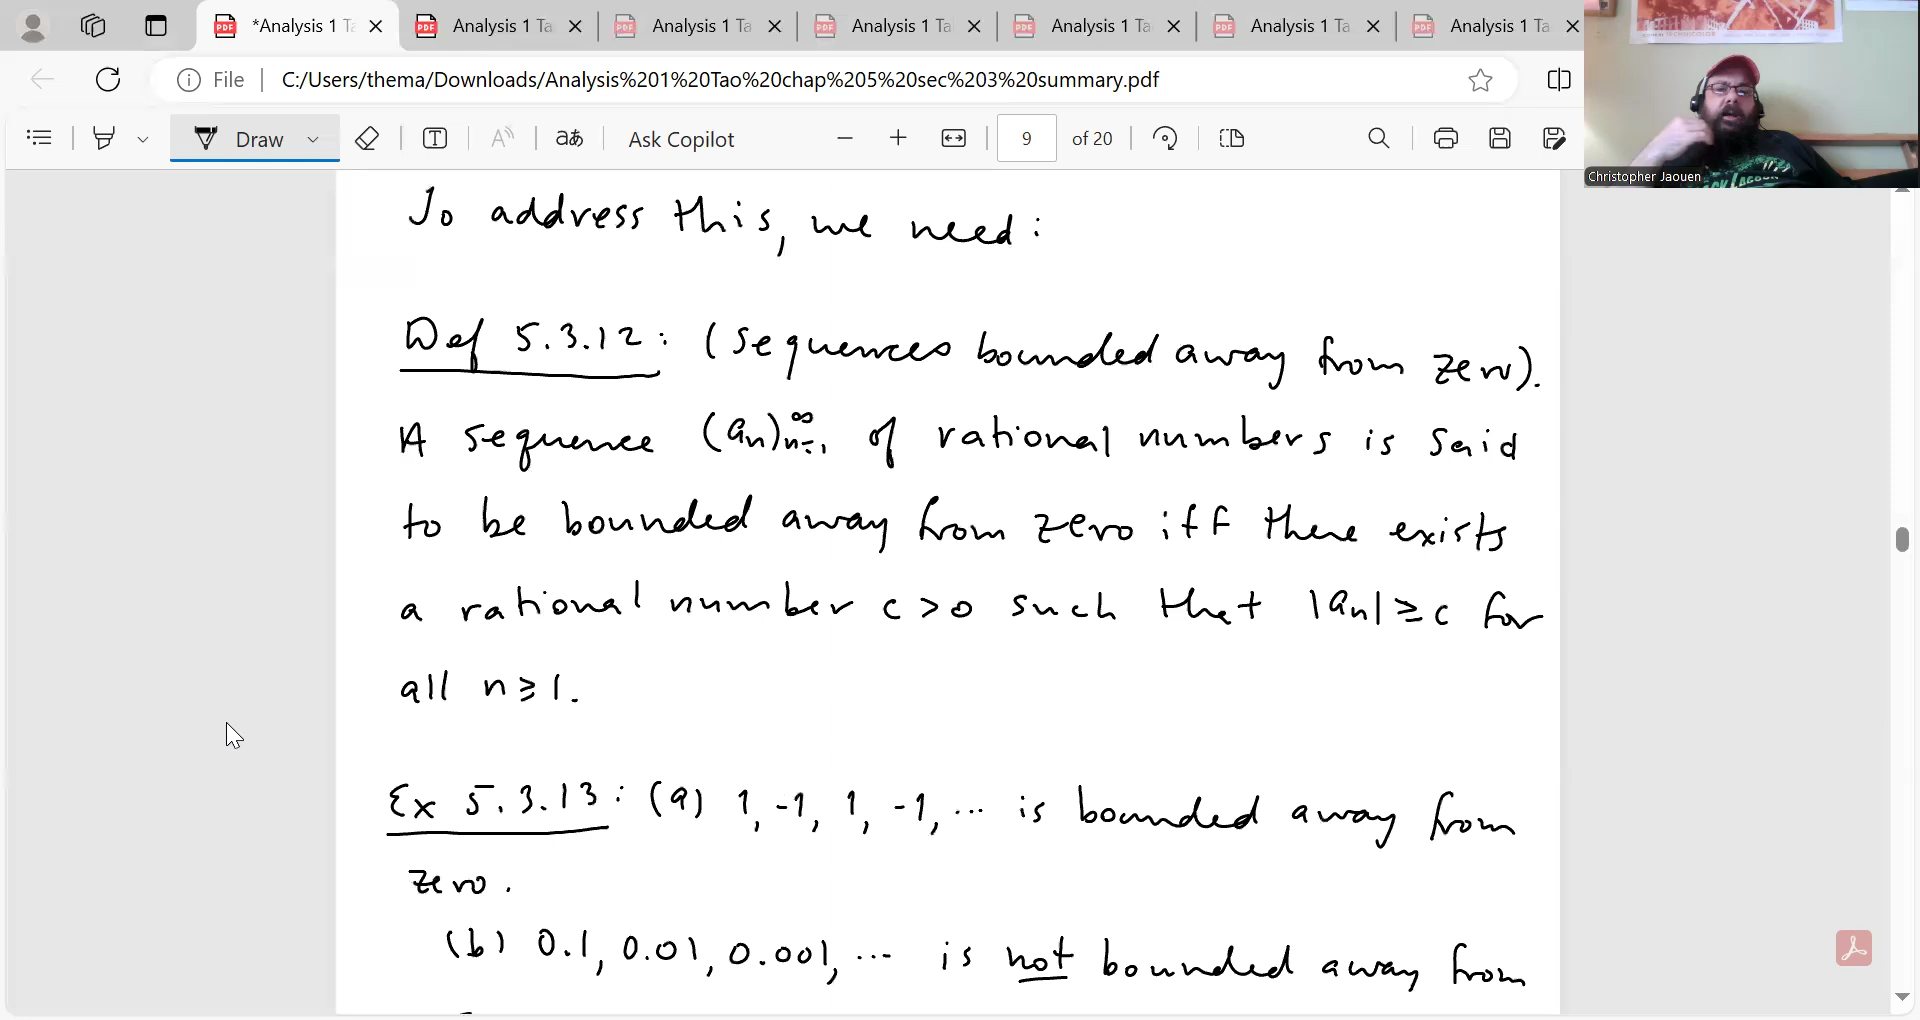 *Analysis 1 Ta
Analysis 1 Ta
Analysis 1 Ta
Analysis 1 Ta
Analysis 1 Ta
Analysis 1 Ta
Analysis 1 Ta
File
C:/Users/thema/Downloads/Analysis%201%20Tao%20chap%205%20sec%203%20summary.pdf
Draw
Ask Copilot
9 of 20
Christopher Jaouen
To address this, we need:
Def 5.3.12: (sequences bounded away from zero).
A sequence (an)∞n=1 of rational numbers is said
to be bounded away from zero iff there exists
a rational number c>0 such that |an|≥c for
all n≥1.
Ex 5.3.13: (a) 1, -1, 1, -1, ... is bounded away from
zero.
(b) 0.1, 0.01, 0.001, ... is not bounded away from